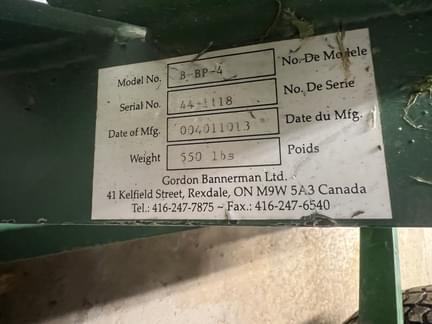 Model No. B-BP-4 No. De Modele
Serial No. 44-1118 No. De Serie
Date of Mfg. 004011013 Date du Mfg.
Weight 550 lbs Poids
Gordon Bannerman Ltd.
41 Kelfield Street, Rexdale, ON M9W 5A3 Canada
Tel.: 416-247-7875 ~ Fax.: 416-247-6540